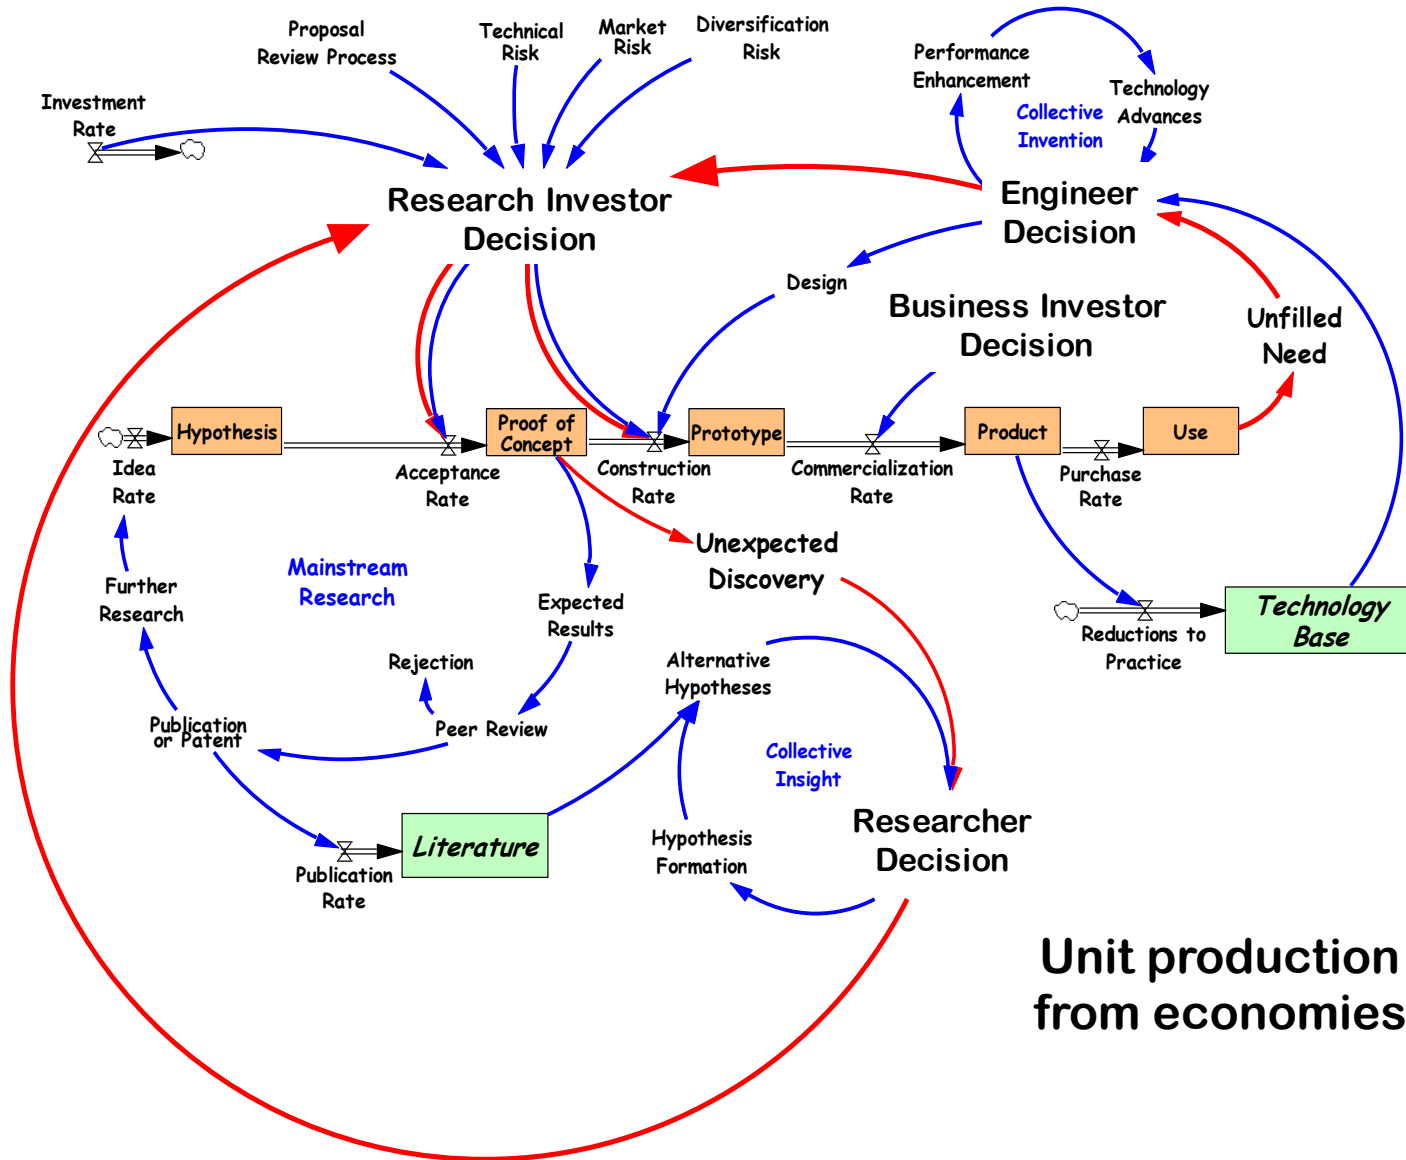 Proposal
Review Process
Technical
Risk
Market
Risk
Diversification
Risk
Performance
Enhancement
Technology
Advances
Collective
Invention
Investment
Rate
Research Investor
Decision
Engineer
Decision
Design
Business Investor
Decision
Unfilled
Need
Hypothesis
Proof of
Concept
Prototype
Product
Use
Idea
Rate
Acceptance
Rate
Construction
Rate
Commercialization
Rate
Purchase
Rate
Mainstream
Research
Unexpected
Discovery
Further
Research
Expected
Results
Technology
Base
Reductions to
Practice
Rejection
Alternative
Hypotheses
Publication
or Patent
Peer Review
Collective
Insight
Literature
Publication
Rate
Hypothesis
Formation
Researcher
Decision
Unit production
from economies